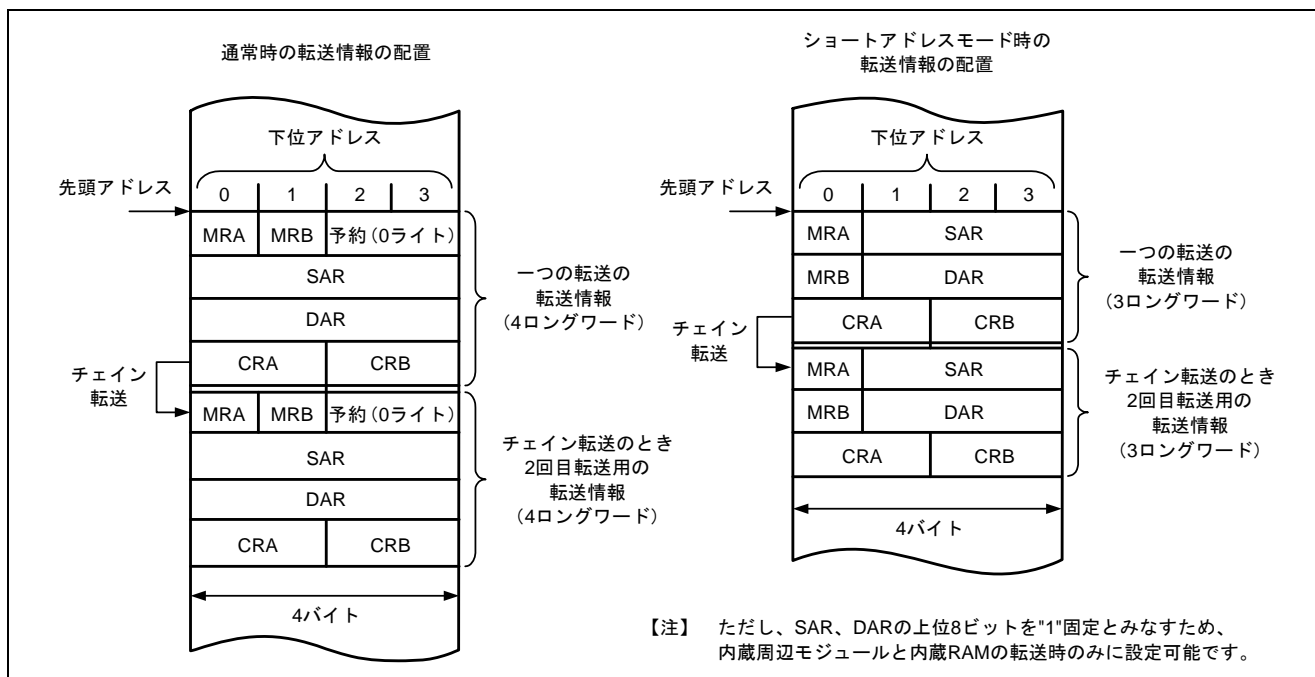 通常時の転送情報の配置
下位アドレス
先頭アドレス
0 1 2 3
MRA MRB 予約(0ライト)
SAR
DAR
CRA CRB
一つの転送の
転送情報
(4ロングワード)
チェイン
転送
MRA MRB 予約(0ライト)
SAR
DAR
CRA CRB
チェイン転送のとき
2回目転送用の
転送情報
(4ロングワード)
4バイト
ショートアドレスモード時の
転送情報の配置
下位アドレス
先頭アドレス
0 1 2 3
MRA SAR
MRB DAR
CRA CRB
一つの転送の
転送情報
(3ロングワード)
チェイン
転送
MRA SAR
MRB DAR
CRA CRB
チェイン転送のとき
2回目転送用の
転送情報
(3ロングワード)
4バイト
【注】 ただし、SAR、DARの上位8ビットを"1"固定とみなすため、
内蔵周辺モジュールと内蔵RAMの転送時のみに設定可能です。